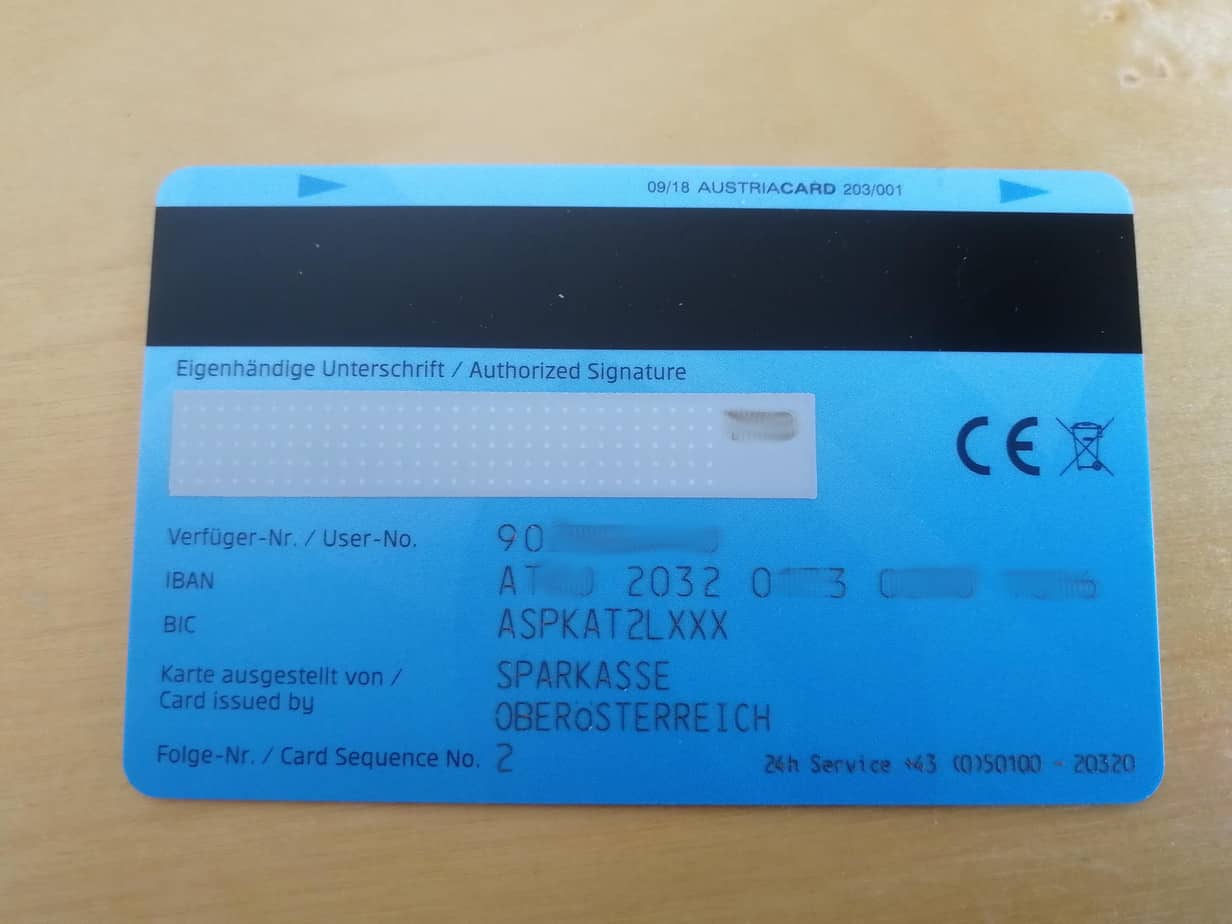 09/18 AUSTRIACARD 203/001
Eigenhändige Unterschrift / Authorized Signature
CE
Verfüger-Nr. / User-No. 90
IBAN AT 2032
BIC ASPKAT2LXXX
Karte ausgestellt von / SPARKASSE
Card issued by OBERöSTERREICH
Folge-Nr. / Card Sequence No. 2
24h Service +43 (0)50100 - 20320